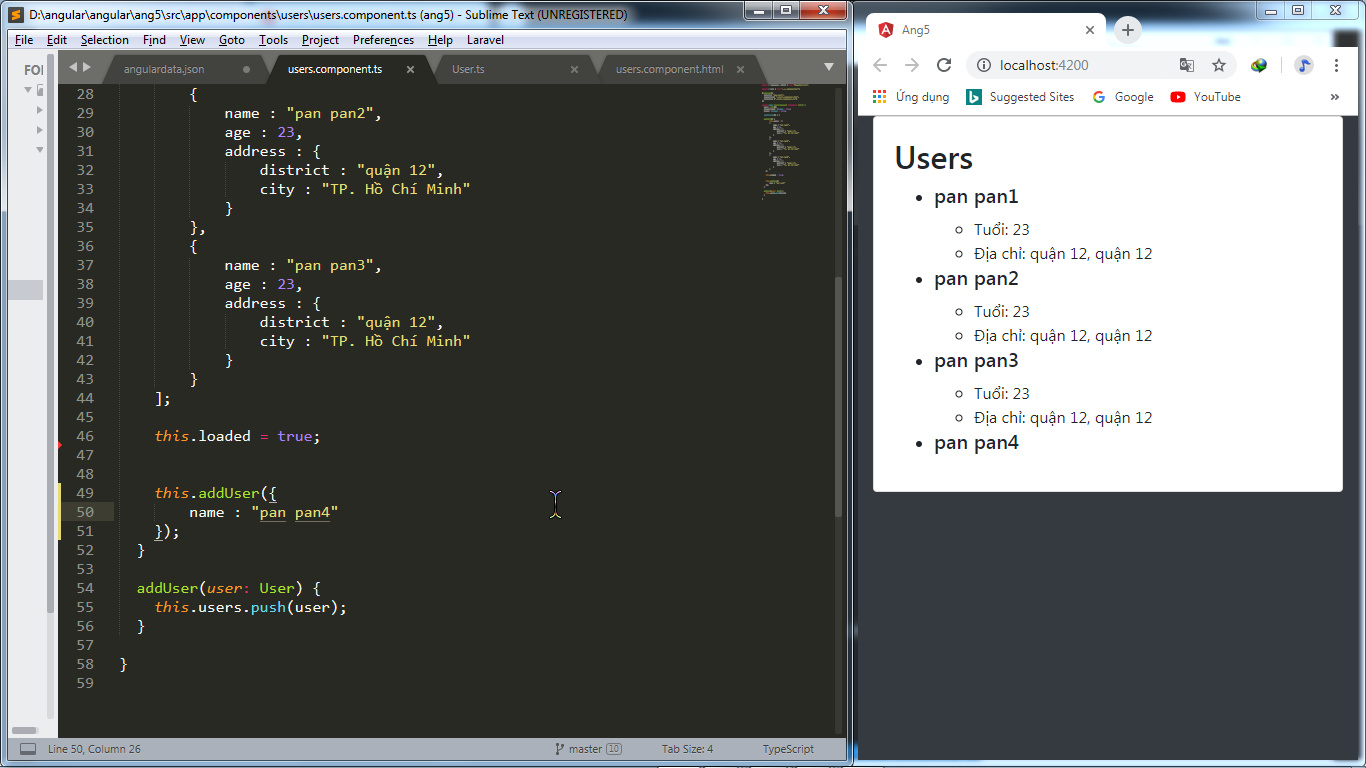 D:\angular\angular\ang5\src\app\components\users\users.component.ts (ang5) - Sublime Text (UNREGISTERED)
File Edit Selection Find View Goto Tools Project Preferences Help Laravel
FOI
angulardata.json users.component.ts User.ts users.component.html
28 {
29 name : "pan pan2",
30 age : 23,
31 address : {
32 district : "quận 12",
33 city : "TP. Hồ Chí Minh"
34 }
35 },
36 {
37 name : "pan pan3",
38 age : 23,
39 address : {
40 district : "quận 12",
41 city : "TP. Hồ Chí Minh"
42 }
43 }
44 ];
45
46 this.loaded = true;
47
48
49 this.addUser({
50 name : "pan pan4"
51 });
52 }
53
54 addUser(user: User) {
55 this.users.push(user);
56 }
57
58 }
59
Line 50, Column 26 master 10 Tab Size: 4 TypeScript
Ang5
localhost:4200
Ứng dụng Suggested Sites Google YouTube »
Users
pan pan1
Tuổi: 23
Địa chỉ: quận 12, quận 12
pan pan2
Tuổi: 23
Địa chỉ: quận 12, quận 12
pan pan3
Tuổi: 23
Địa chỉ: quận 12, quận 12
pan pan4